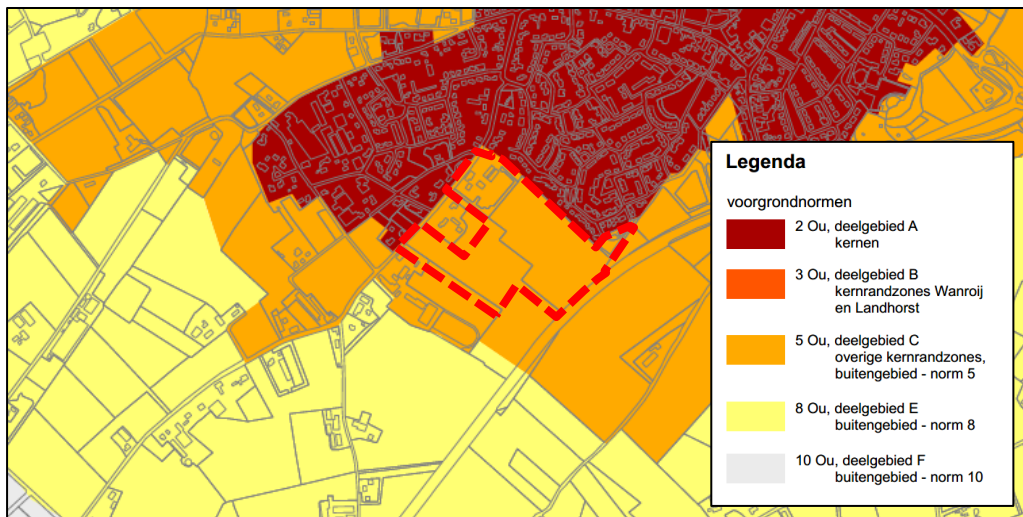 Legenda
voorgrondnormen
2 Ou, deelgebied A
kernen
3 Ou, deelgebied B
kernrandzones Wanroij
en Landhorst
5 Ou, deelgebied C
overige kernrandzones,
buitengebied - norm 5
8 Ou, deelgebied E
buitengebied - norm 8
10 Ou, deelgebied F
buitengebied - norm 10